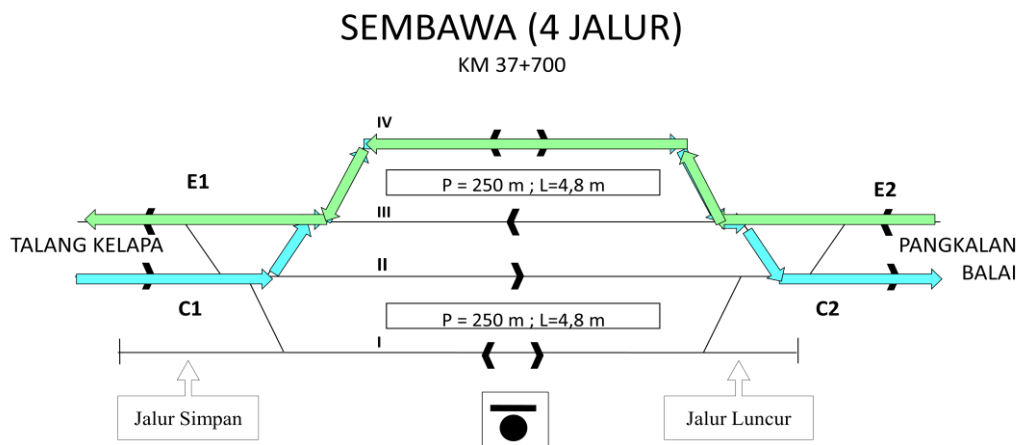 SEMBAWA (4 JALUR)
KM 37+700
IV
E1
P = 250 m ; L=4,8 m
E2
III
TALANG KELAPA
PANGKALAN
BALAI
II
C1
C2
P = 250 m ; L=4,8 m
I
Jalur Simpan
Jalur Luncur